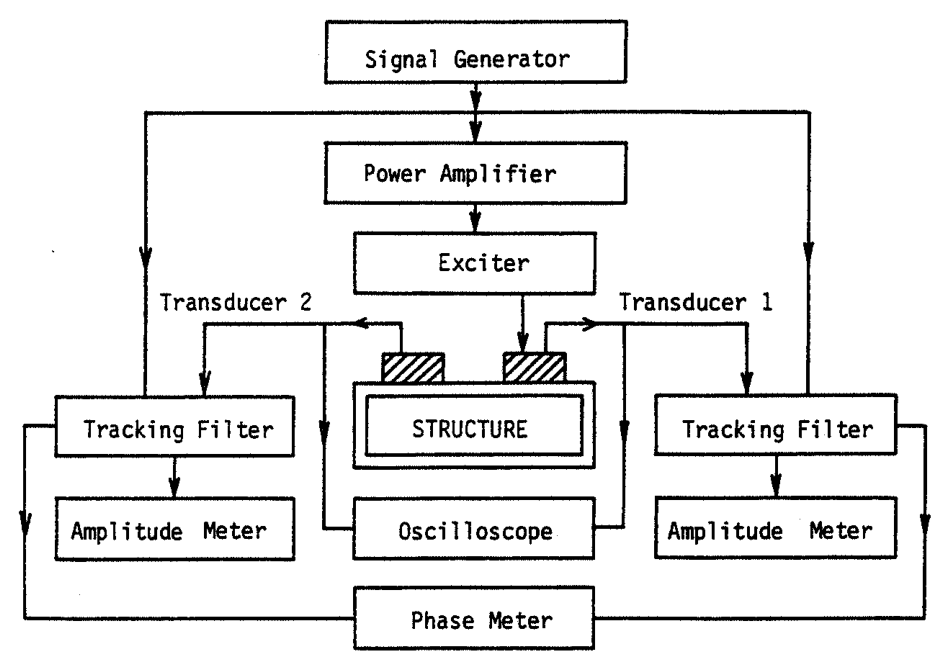 Signal Generator
Power Amplifier
Exciter
Transducer 2
Transducer 1
Tracking Filter
STRUCTURE
Tracking Filter
Amplitude Meter
Oscilloscope
Amplitude Meter
Phase Meter